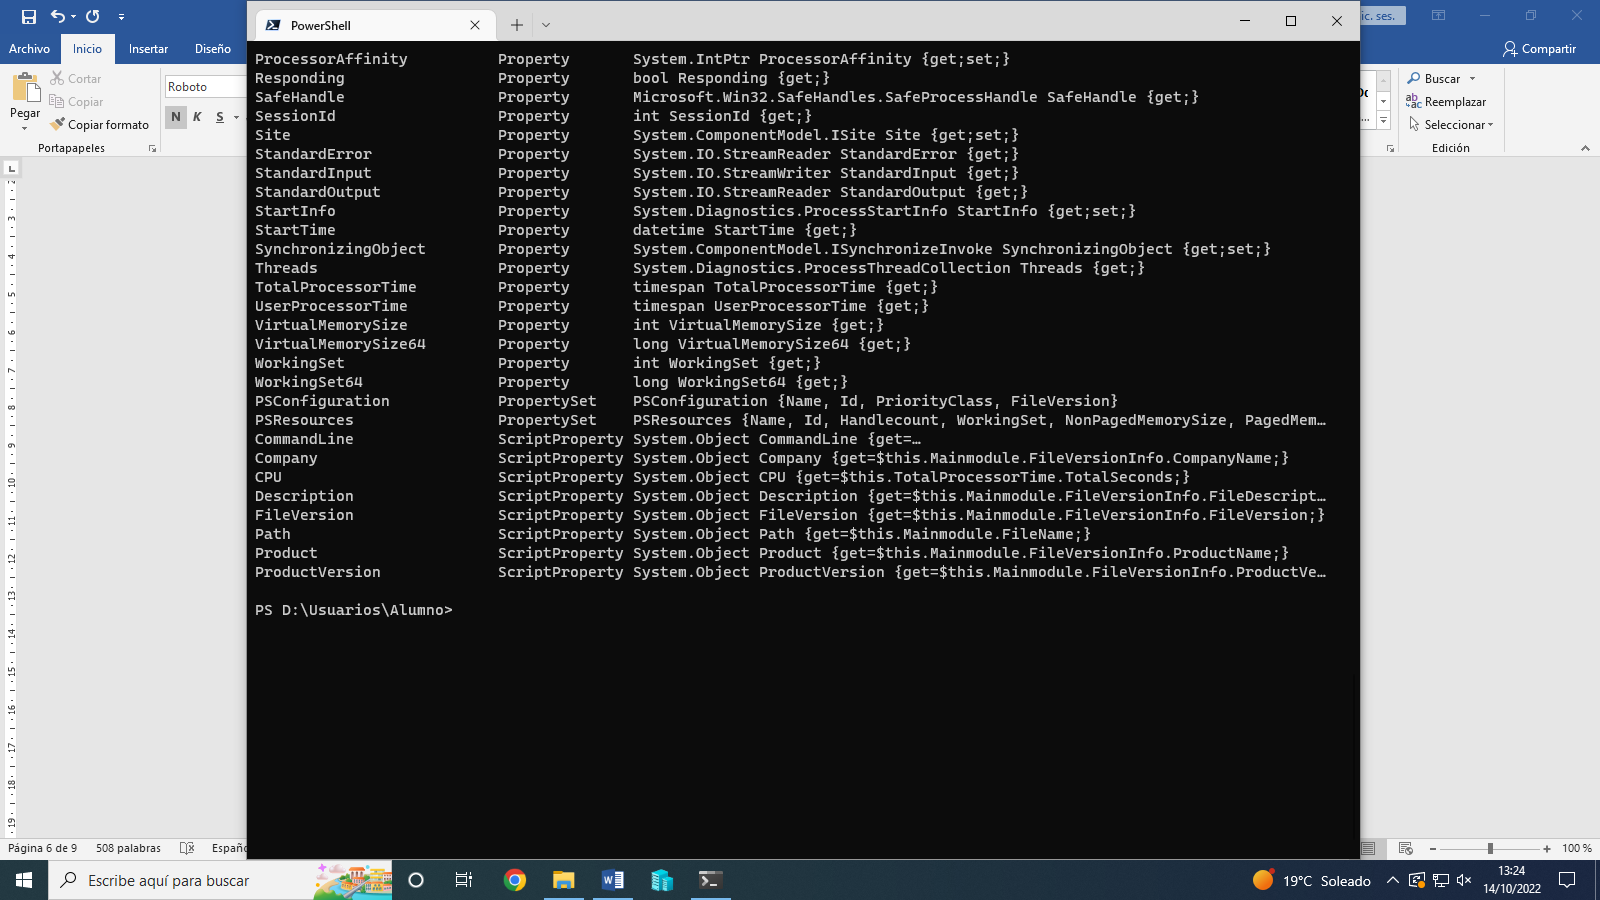 PowerShell
ic. ses.
Archivo
Inicio
Insertar
Diseño
Compartir
Cortar
Copiar
Copiar formato
Pegar
Portapapeles
Roboto
N K S
Buscar
Reemplazar
Seleccionar
Edición
ProcessorAffinity Property System.IntPtr ProcessorAffinity {get;set;}
Responding Property bool Responding {get;}
SafeHandle Property Microsoft.Win32.SafeHandles.SafeProcessHandle SafeHandle {get;}
SessionId Property int SessionId {get;}
Site Property System.ComponentModel.ISite Site {get;set;}
StandardError Property System.IO.StreamReader StandardError {get;}
StandardInput Property System.IO.StreamWriter StandardInput {get;}
StandardOutput Property System.IO.StreamReader StandardOutput {get;}
StartInfo Property System.Diagnostics.ProcessStartInfo StartInfo {get;set;}
StartTime Property datetime StartTime {get;}
SynchronizingObject Property System.ComponentModel.ISynchronizeInvoke SynchronizingObject {get;set;}
Threads Property System.Diagnostics.ProcessThreadCollection Threads {get;}
TotalProcessorTime Property timespan TotalProcessorTime {get;}
UserProcessorTime Property timespan UserProcessorTime {get;}
VirtualMemorySize Property int VirtualMemorySize {get;}
VirtualMemorySize64 Property long VirtualMemorySize64 {get;}
WorkingSet Property int WorkingSet {get;}
WorkingSet64 Property long WorkingSet64 {get;}
PSConfiguration PropertySet PSConfiguration {Name, Id, PriorityClass, FileVersion}
PSResources PropertySet PSResources {Name, Id, Handlecount, WorkingSet, NonPagedMemorySize, PagedMem…
CommandLine ScriptProperty System.Object CommandLine {get=…
Company ScriptProperty System.Object Company {get=$this.Mainmodule.FileVersionInfo.CompanyName;}
CPU ScriptProperty System.Object CPU {get=$this.TotalProcessorTime.TotalSeconds;}
Description ScriptProperty System.Object Description {get=$this.Mainmodule.FileVersionInfo.FileDescript…
FileVersion ScriptProperty System.Object FileVersion {get=$this.Mainmodule.FileVersionInfo.FileVersion;}
Path ScriptProperty System.Object Path {get=$this.Mainmodule.FileName;}
Product ScriptProperty System.Object Product {get=$this.Mainmodule.FileVersionInfo.ProductName;}
ProductVersion ScriptProperty System.Object ProductVersion {get=$this.Mainmodule.FileVersionInfo.ProductVe…
PS D:\Usuarios\Alumno>
Página 6 de 9
508 palabras
Españo
100 %
Escribe aquí para buscar
19°C Soleado
13:24
14/10/2022